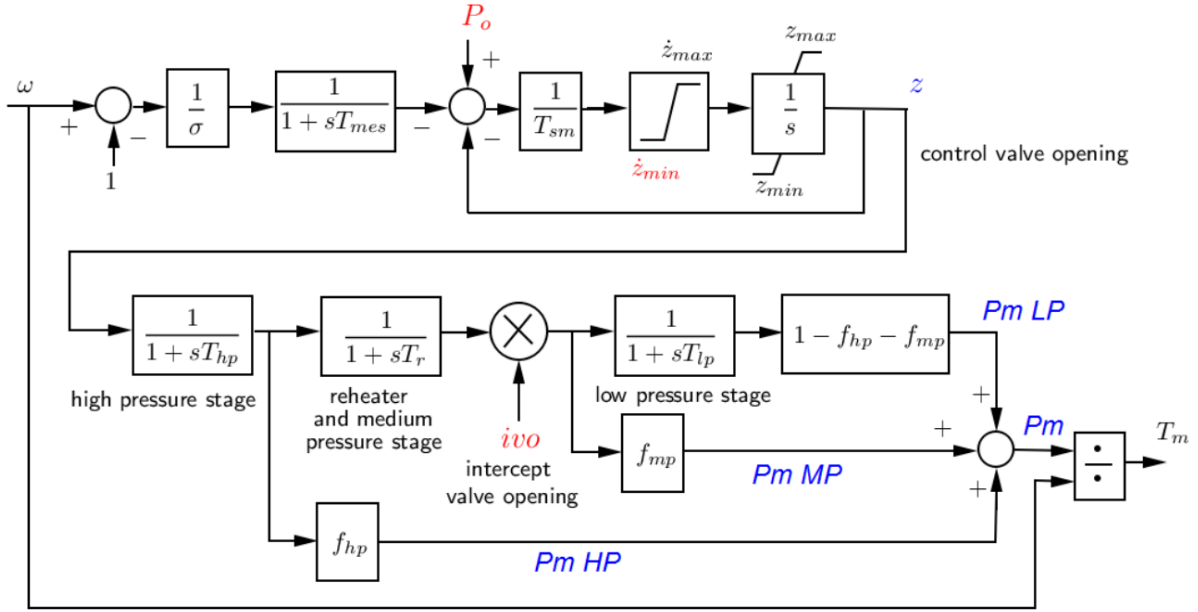 P_o
ω
ż_max
z_max
+
+
−
1
1/σ
1/(1 + sT_mes)
−
−
1/T_sm
1/s
z
ż_min
z_min
control valve opening
1/(1 + sT_hp)
1/(1 + sT_r)
×
1/(1 + sT_lp)
1 − f_hp − f_mp
Pm LP
high pressure stage
reheater
and medium
pressure stage
low pressure stage
ivo
intercept
valve opening
+
f_mp
+
Pm MP
Pm
÷
T_m
+
f_hp
Pm HP